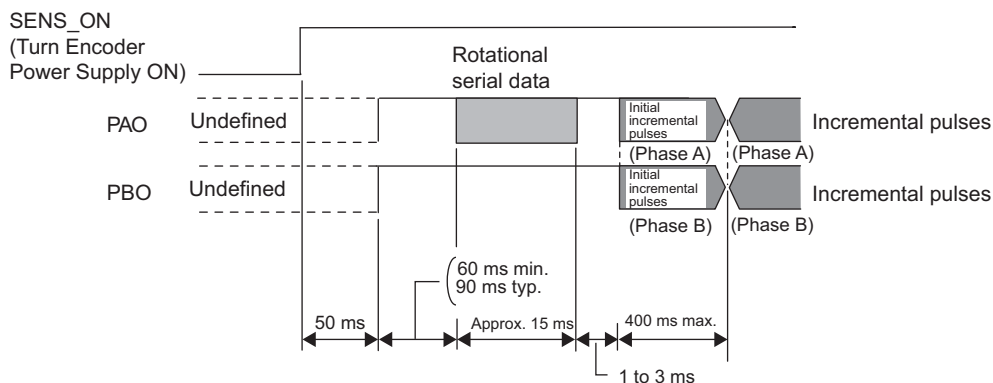 SENS_ON
(Turn Encoder
Power Supply ON)
Rotational
serial data
PAO
Undefined
Initial
incremental
pulses
Incremental pulses
(Phase A)
(Phase A)
PBO
Undefined
Initial
incremental
pulses
Incremental pulses
(Phase B)
(Phase B)
60 ms min.
90 ms typ.
50 ms
Approx. 15 ms
400 ms max.
1 to 3 ms